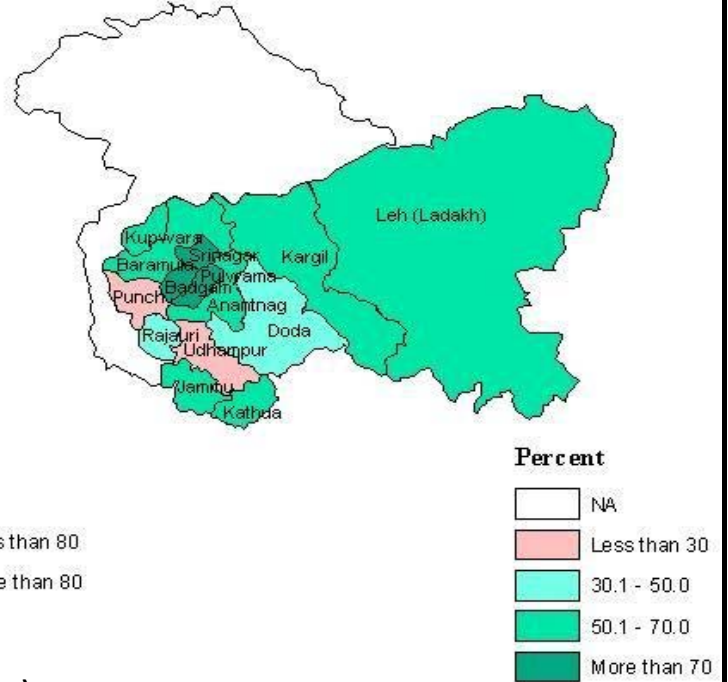 Leh (Ladakh)
Kupwara
Srinagar
Kargil
Baramula
Pulwama
Badgam
Punch
Anantnag
Rajauri
Doda
Udhampur
Jammu
Kathua
Percent
NA
s than 80
Less than 30
e than 80
30.1 - 50.0
50.1 - 70.0
More than 70